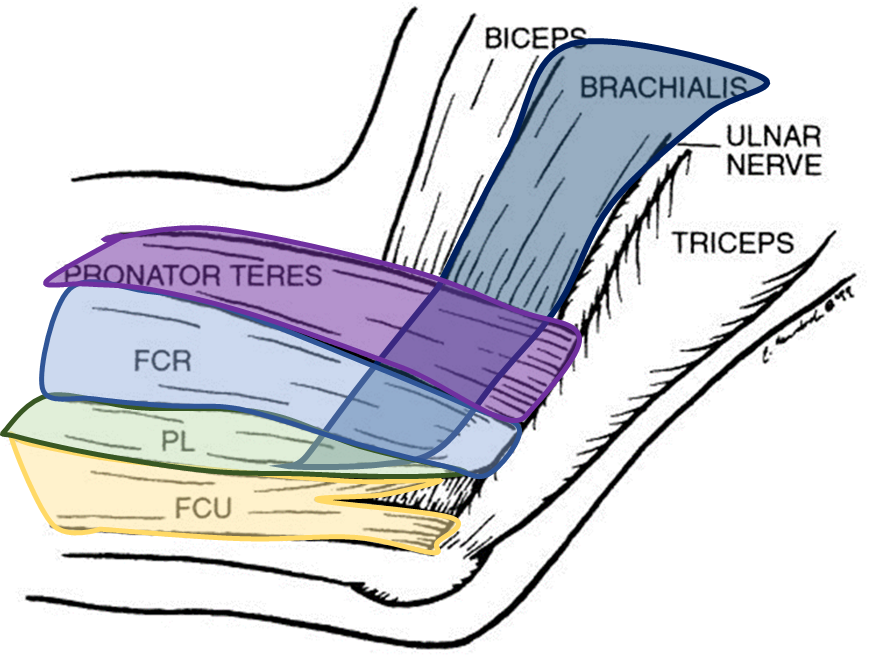 BICEPS
BRACHIALIS
ULNAR
NERVE
TRICEPS
PRONATOR TERES
FCR
PL
FCU